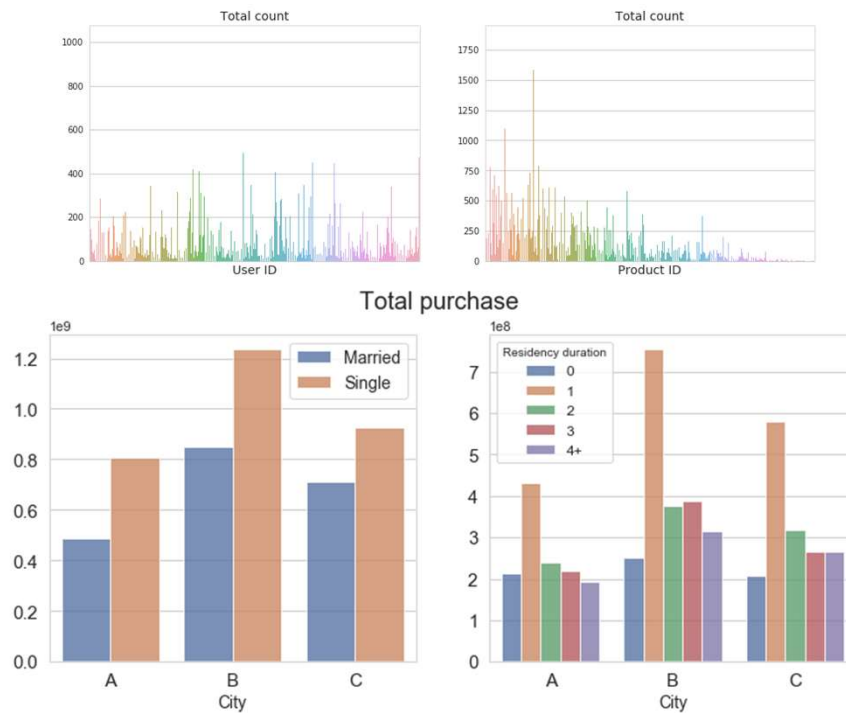 Total count
1000
800
600
400
200
0
User ID
Total count
1750
1500
1250
1000
750
500
250
0
Product ID
Total purchase
1e9
1.2
1.0
0.8
0.6
0.4
0.2
0.0
Married
Single
A B C
City
1e8
7
6
5
4
3
2
1
0
Residency duration
0
1
2
3
4+
A B C
City